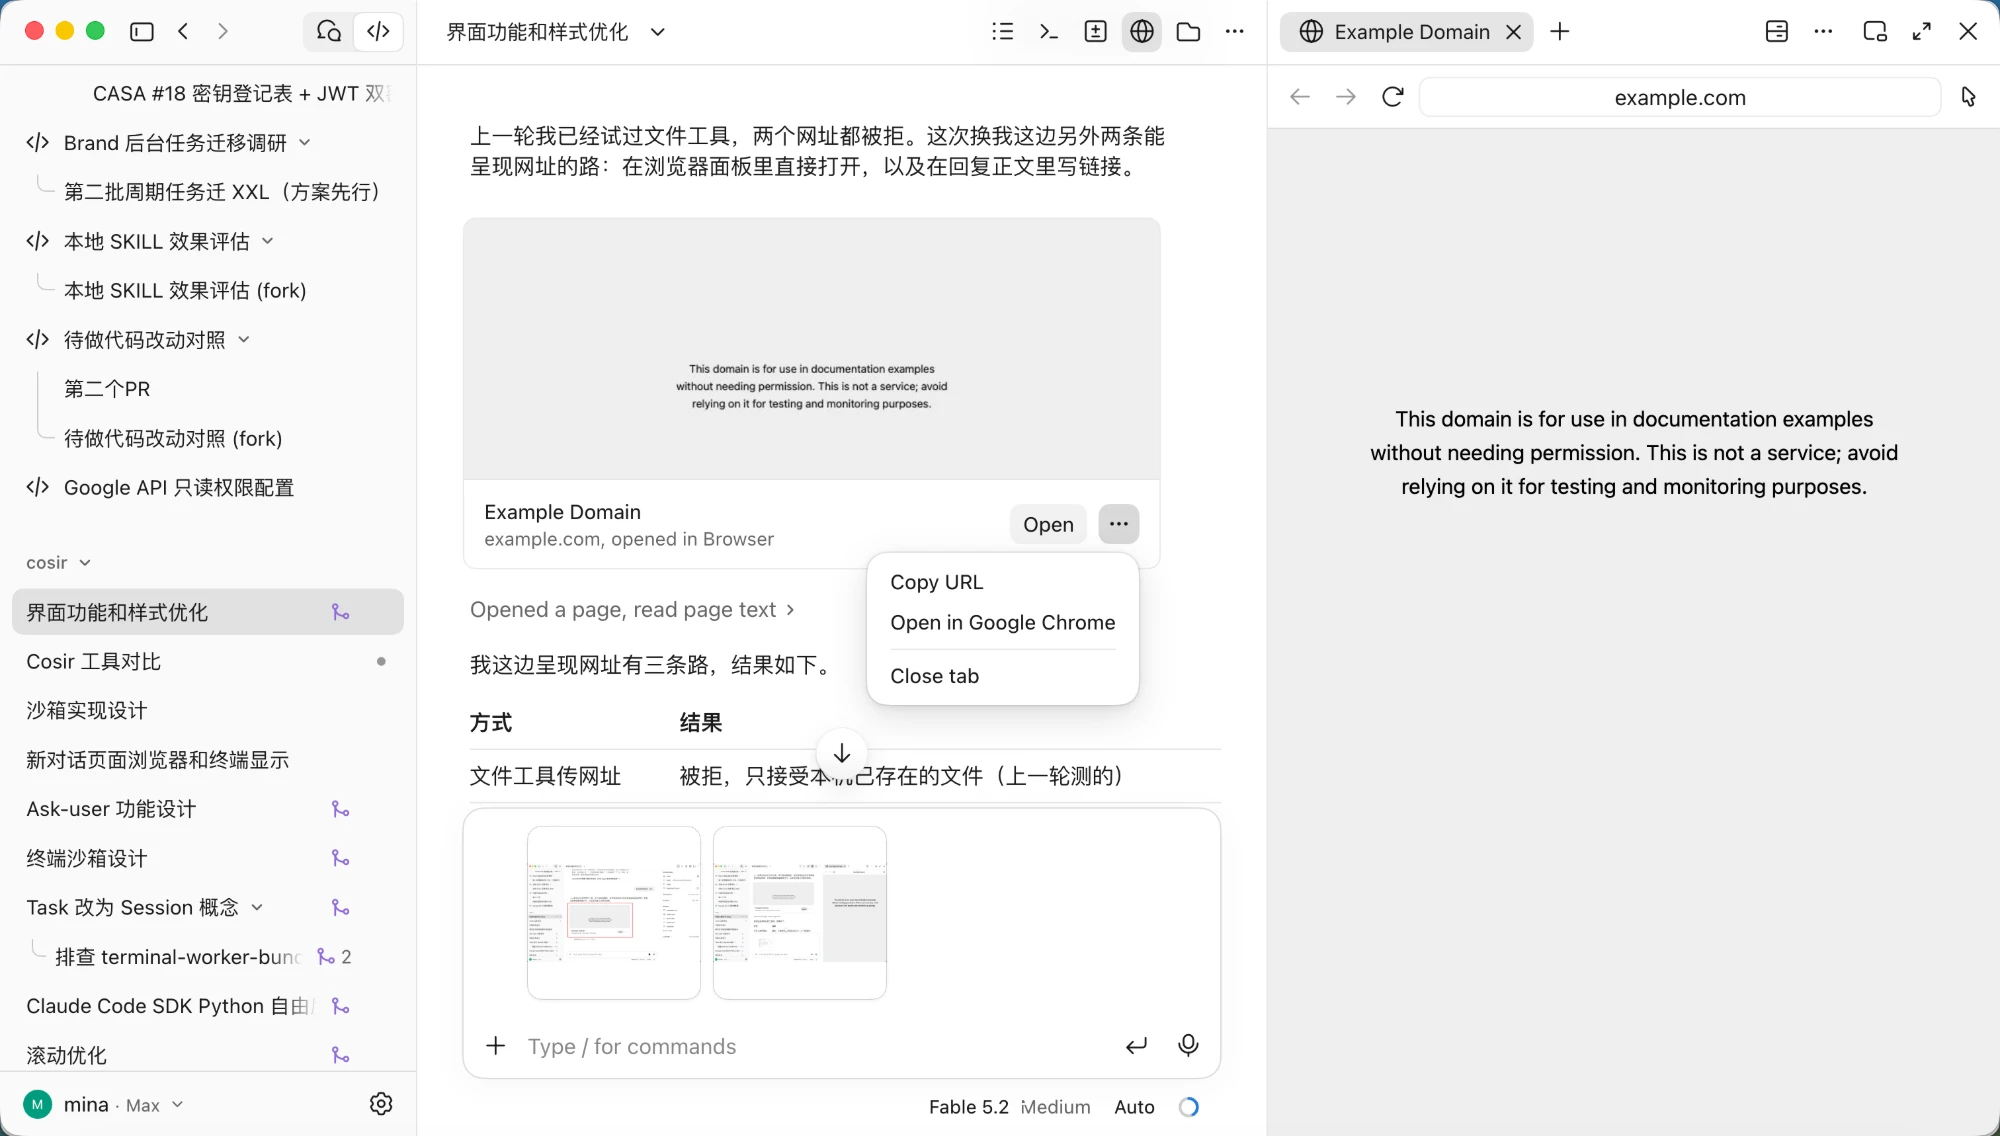 CASA #18 密钥登记表 + JWT 双
Brand 后台任务迁移调研
第二批周期任务迁 XXL（方案先行）
本地 SKILL 效果评估
本地 SKILL 效果评估 (fork)
待做代码改动对照
第二个PR
待做代码改动对照 (fork)
Google API 只读权限配置
cosir
界面功能和样式优化
Cosir 工具对比
沙箱实现设计
新对话页面浏览器和终端显示
Ask-user 功能设计
终端沙箱设计
Task 改为 Session 概念
排查 terminal-worker-bun
2
Claude Code SDK Python 自由
滚动优化
M
mina · Max
界面功能和样式优化
上一轮我已经试过文件工具，两个网址都被拒。这次换我这边另外两条能
呈现网址的路：在浏览器面板里直接打开，以及在回复正文里写链接。
This domain is for use in documentation examples
without needing permission. This is not a service; avoid
relying on it for testing and monitoring purposes.
Example Domain
example.com, opened in Browser
Open
Copy URL
Open in Google Chrome
Close tab
Opened a page, read page text
我这边呈现网址有三条路，结果如下。
方式 结果
文件工具传网址 被拒，只接受本机已存在的文件（上一轮测的）
Type / for commands
Fable 5.2 Medium Auto
Example Domain
example.com
This domain is for use in documentation examples
without needing permission. This is not a service; avoid
relying on it for testing and monitoring purposes.